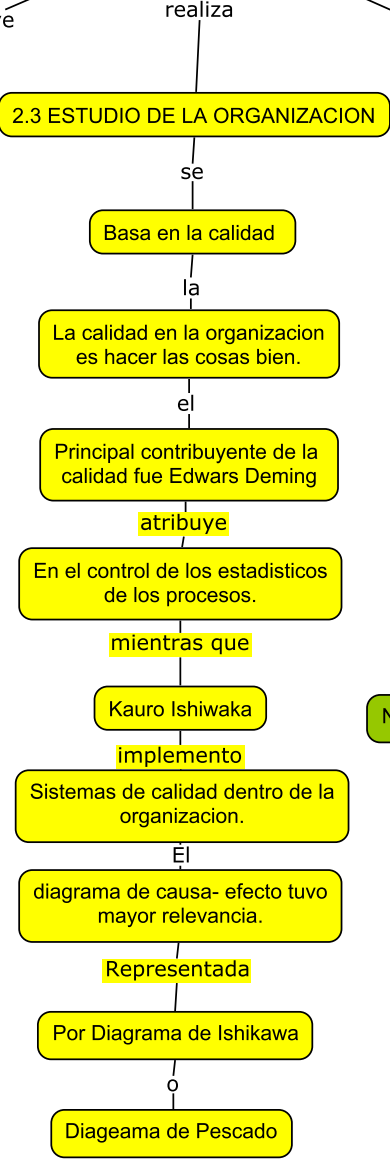 realiza
2.3 ESTUDIO DE LA ORGANIZACION
se
Basa en la calidad
la
La calidad en la organizacion
es hacer las cosas bien.
el
Principal contribuyente de la
calidad fue Edwars Deming
atribuye
En el control de los estadisticos
de los procesos.
mientras que
Kauro Ishiwaka
implemento
Sistemas de calidad dentro de la
organizacion.
El
diagrama de causa- efecto tuvo
mayor relevancia.
Representada
Por Diagrama de Ishikawa
o
Diageama de Pescado